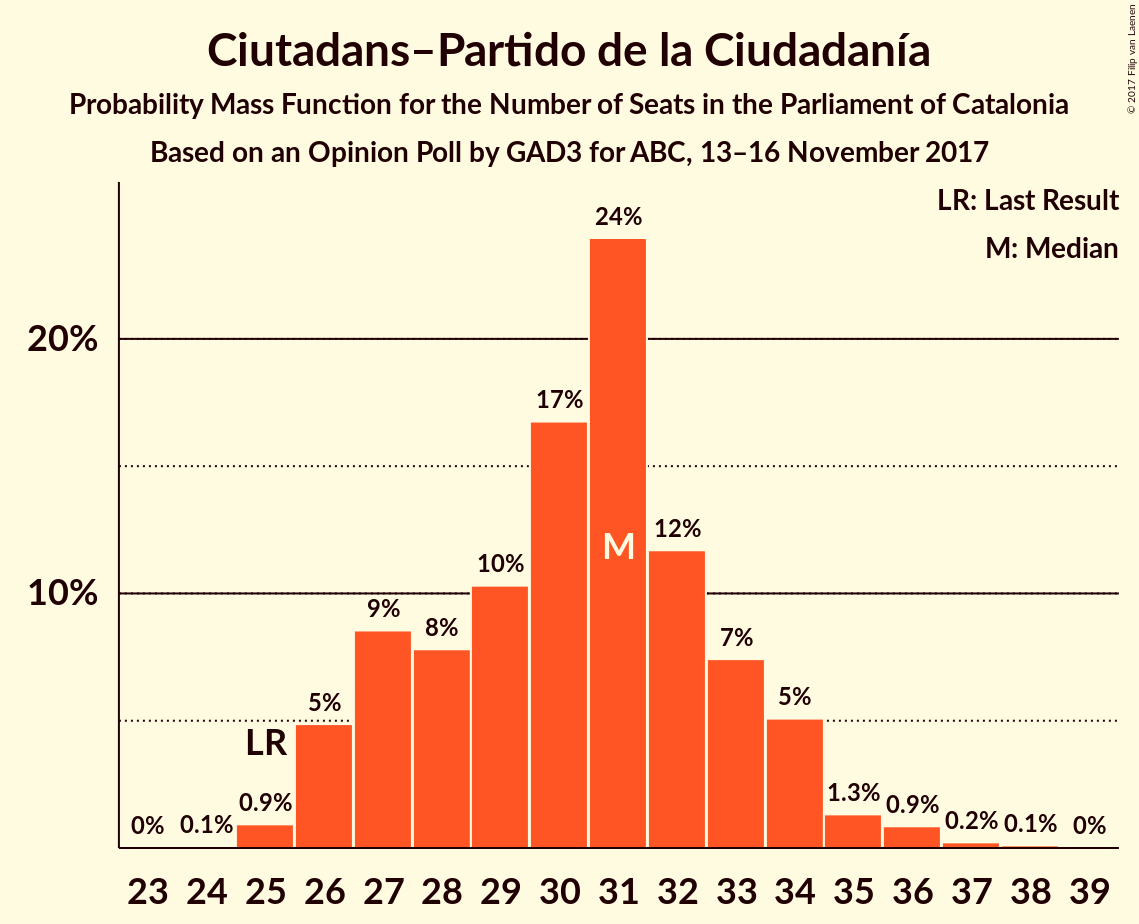 Ciutadans–Partido de la Ciudadanía
Probability Mass Function for the Number of Seats in the Parliament of Catalonia
Based on an Opinion Poll by GAD3 for ABC, 13–16 November 2017
© 2017 Filip van Laenen
LR: Last Result
M: Median
24%
20%
17%
12%
M
10%
10%
9%
8%
7%
5%
5%
LR
0%
0.1%
0.9%
1.3%
0.9%
0.2%
0.1%
0%
23 24 25 26 27 28 29 30 31 32 33 34 35 36 37 38 39